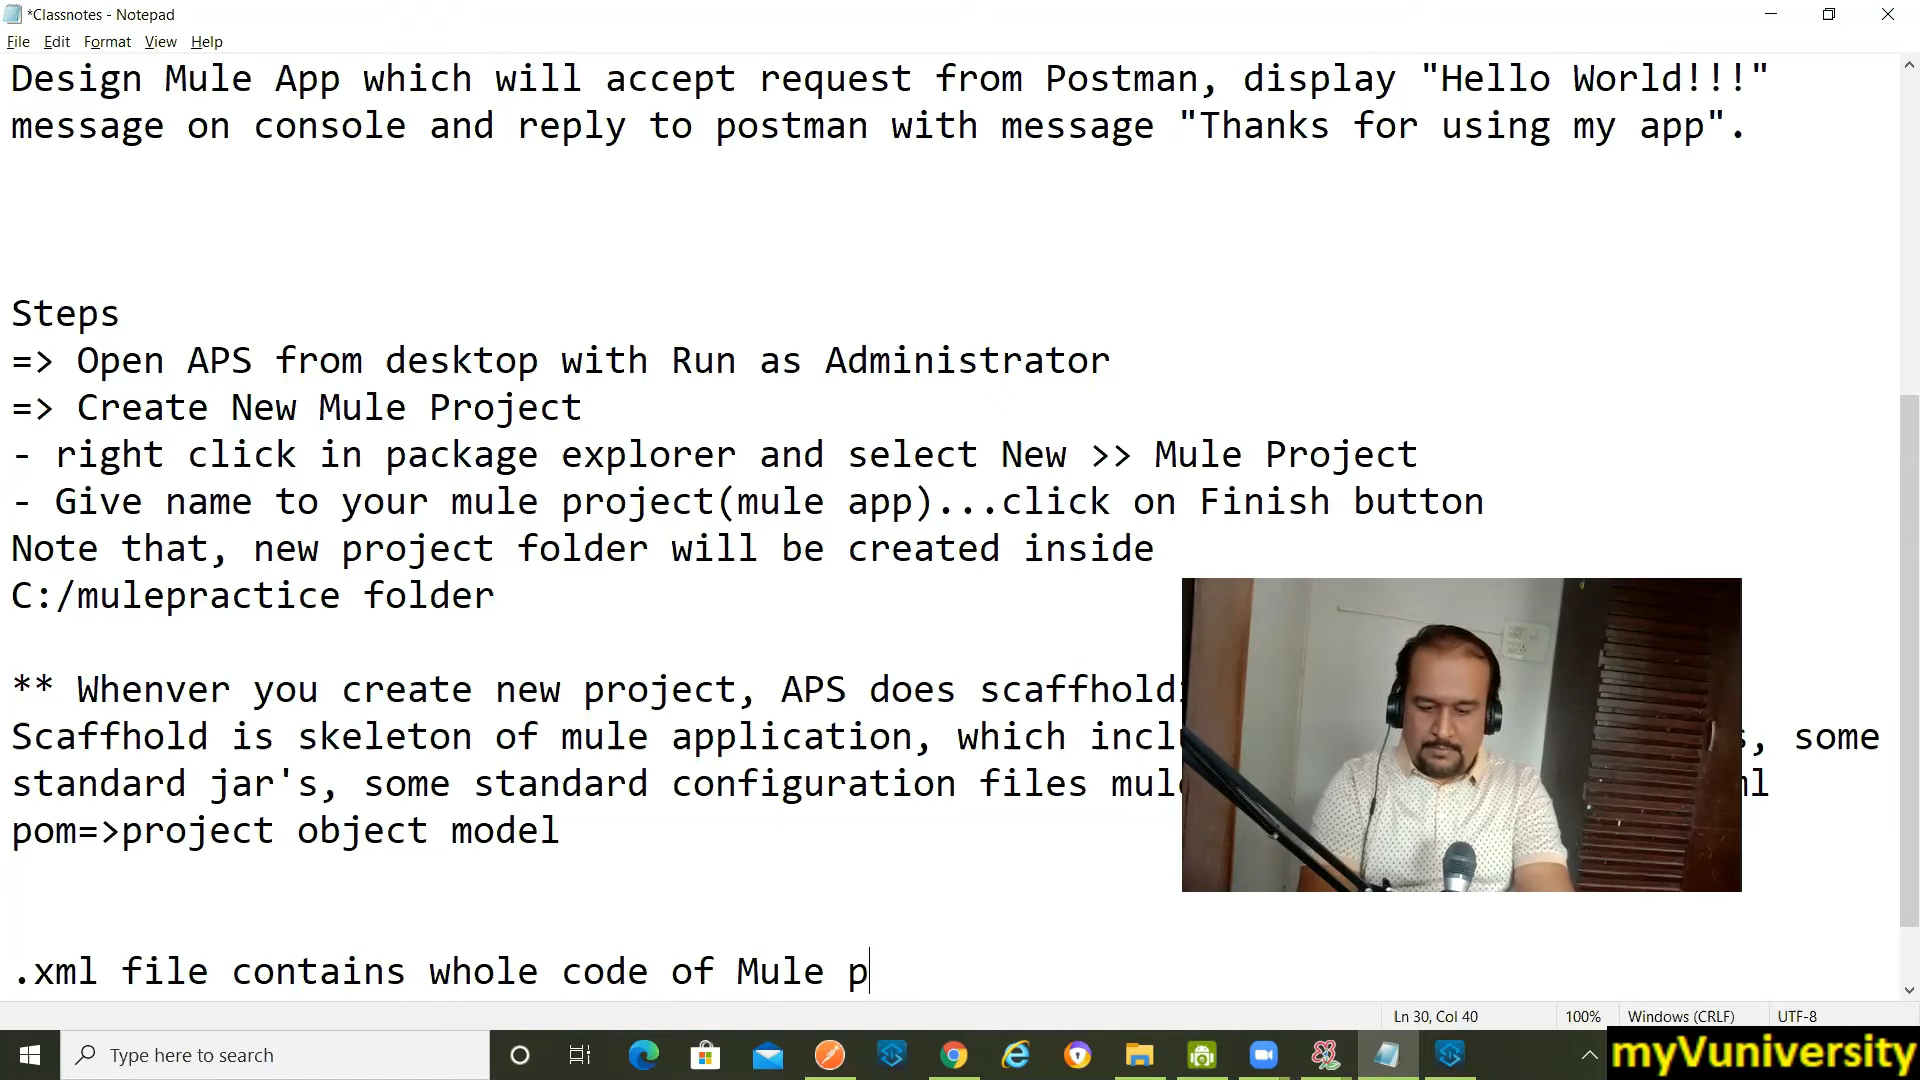 *Classnotes - Notepad
File Edit Format View Help
Design Mule App which will accept request from Postman, display "Hello World!!!"
message on console and reply to postman with message "Thanks for using my app".
Steps
=> Open APS from desktop with Run as Administrator
=> Create New Mule Project
- right click in package explorer and select New >> Mule Project
- Give name to your mule project(mule app)...click on Finish button
Note that, new project folder will be created inside
C:/mulepractice folder
** Whenver you create new project, APS does
Scaffhold is skeleton of mule application, which some
standard jar's, some standard configuration files
pom=>project object model
.xml file contains whole code of Mule p
Ln 30, Col 40 100% Windows (CRLF) UTF-8
Type here to search
myVuniversity